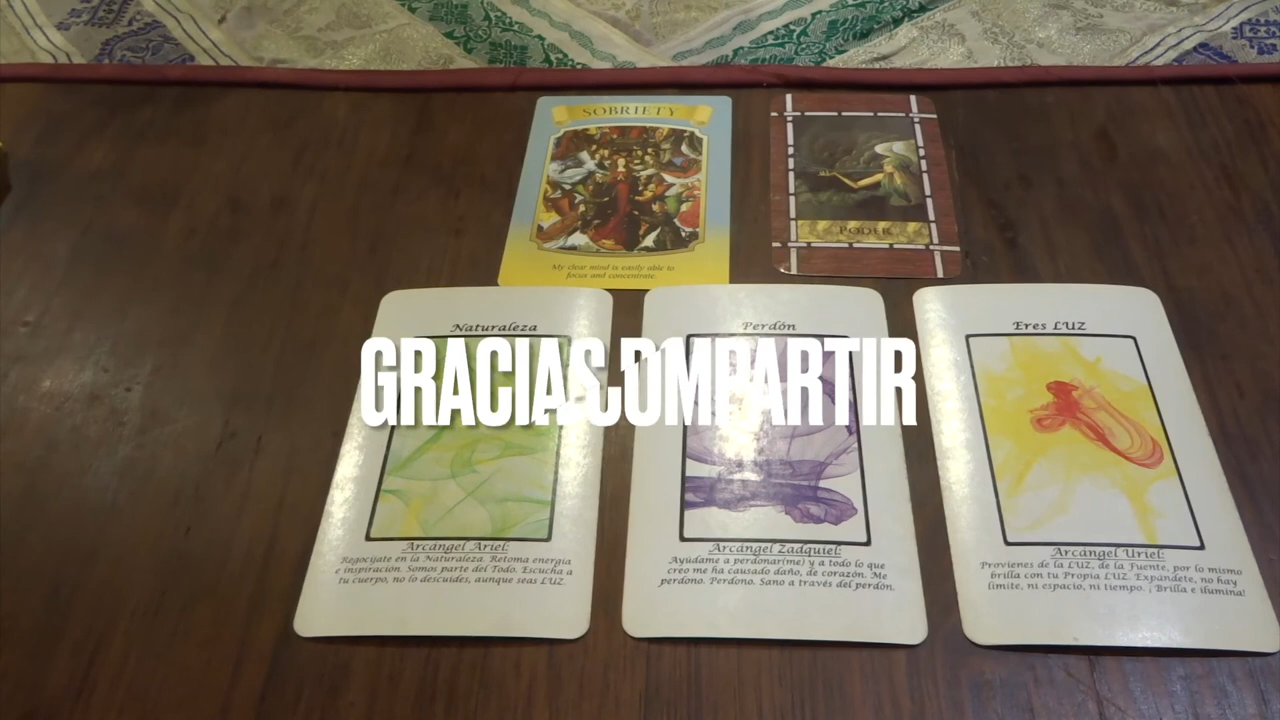 SOBRIETY
My clear mind is easily able to
focus and concentrate.
PODER
Naturaleza
Arcángel Ariel:
Regocíjate en la Naturaleza. Retoma energía
e inspiración. Somos parte del Todo. Escucha a
tu cuerpo, no lo descuides, aunque seas LUZ.
Perdón
Arcángel Zadquiel:
Ayúdame a perdonar(me) y a todo lo que
creo me ha causado daño, de corazón. Me
perdono. Perdono. Sano a través del perdón.
Eres LUZ
Arcángel Uriel:
Provienes de la LUZ, de la Fuente, por lo mismo
brilla con tu Propia LUZ. Expándete, no hay
límite, ni espacio, ni tiempo. ¡Brilla e ilumina!
GRACIAS